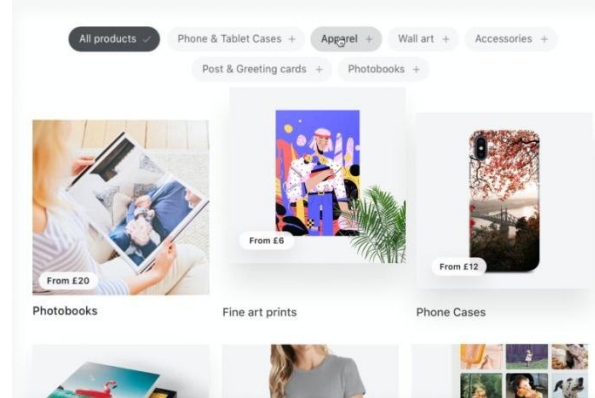 All products
Phone & Tablet Cases +
Apparel +
Wall art +
Accessories +
Post & Greeting cards +
Photobooks +
From £20
From £6
From £12
Photobooks
Fine art prints
Phone Cases